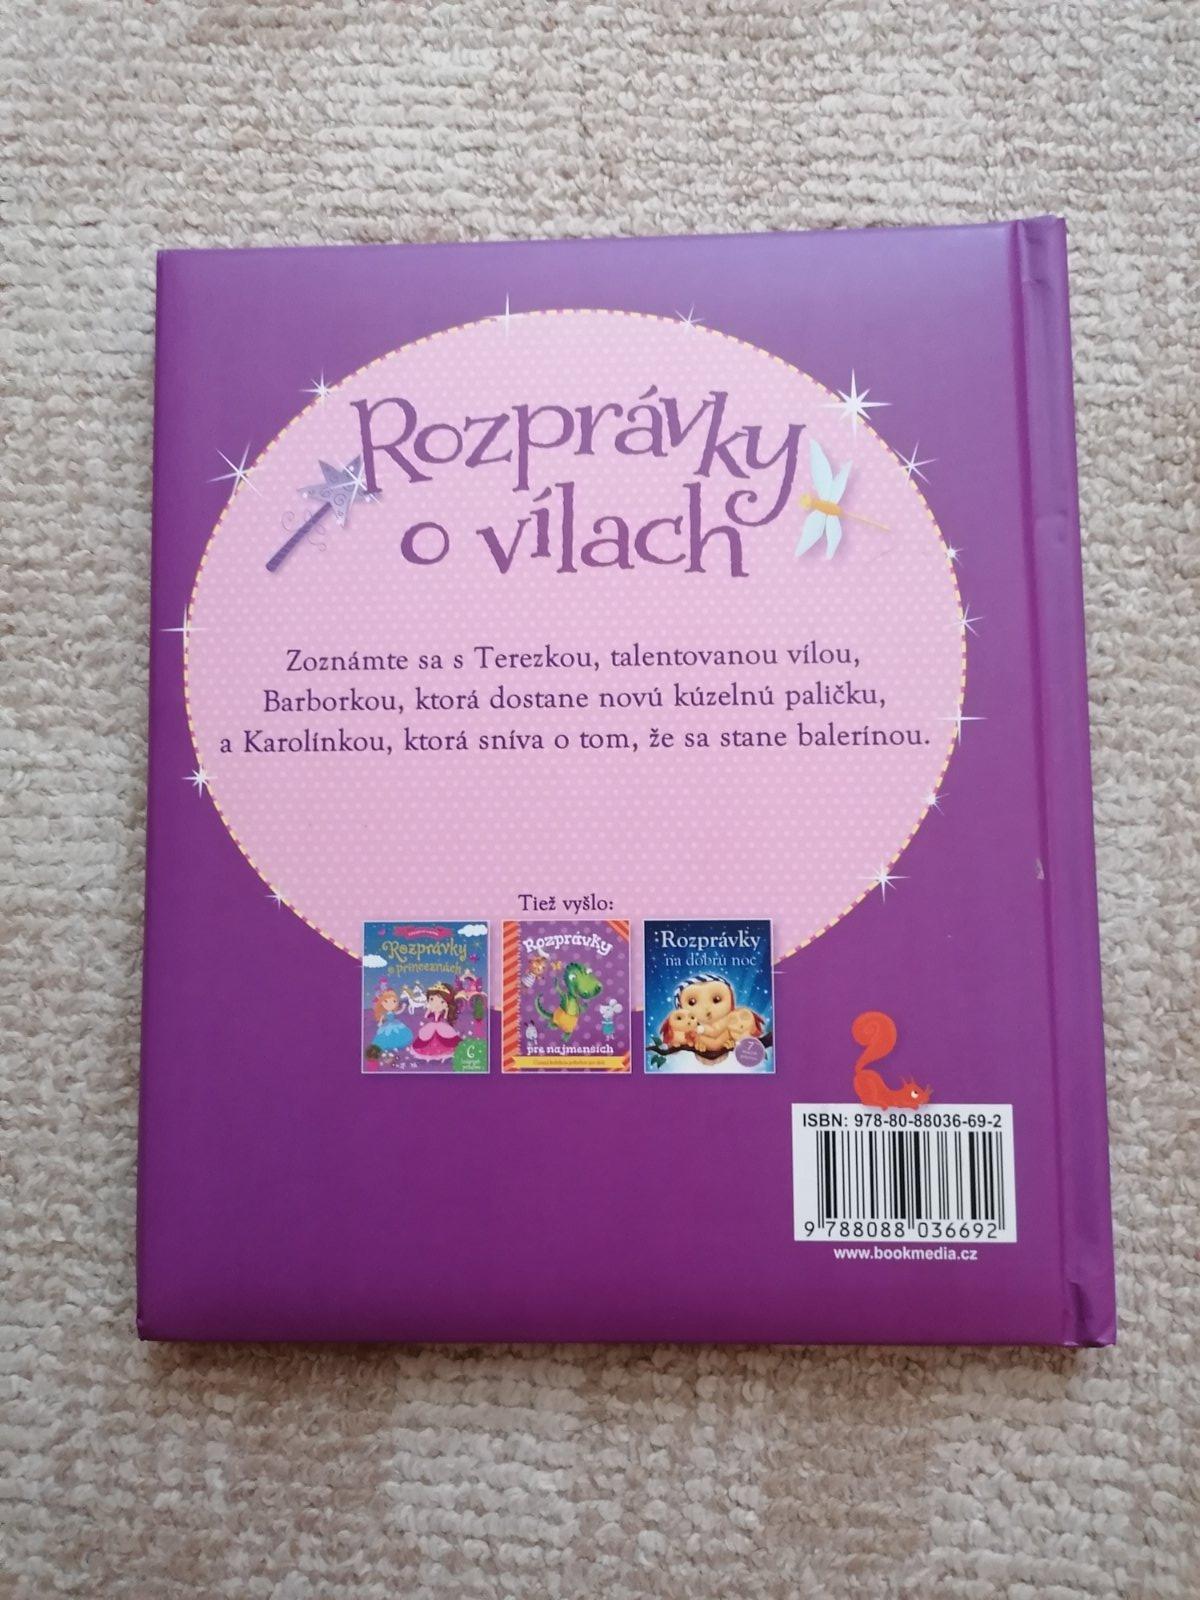 Rozprávky
o vílach
Zoznámte sa s Terezkou, talentovanou vílou,
Barborkou, ktorá dostane novú kúzelnú paličku,
a Karolínkou, ktorá sníva o tom, že sa stane balerínou.
Tiež vyšlo:
Rozprávky
o princeznách
6
Rozprávky
pre najmenších
Rozprávky
na dobrú noc
7
ISBN: 978-80-88036-69-2
9 788088 036692
www.bookmedia.cz